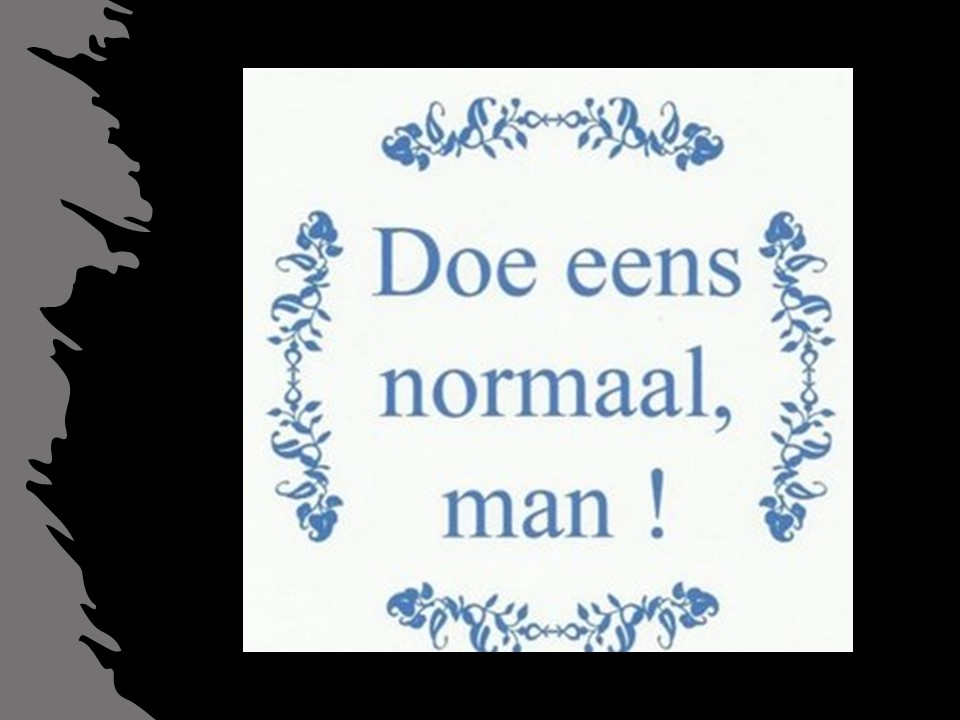 Doe eens
normaal,
man !